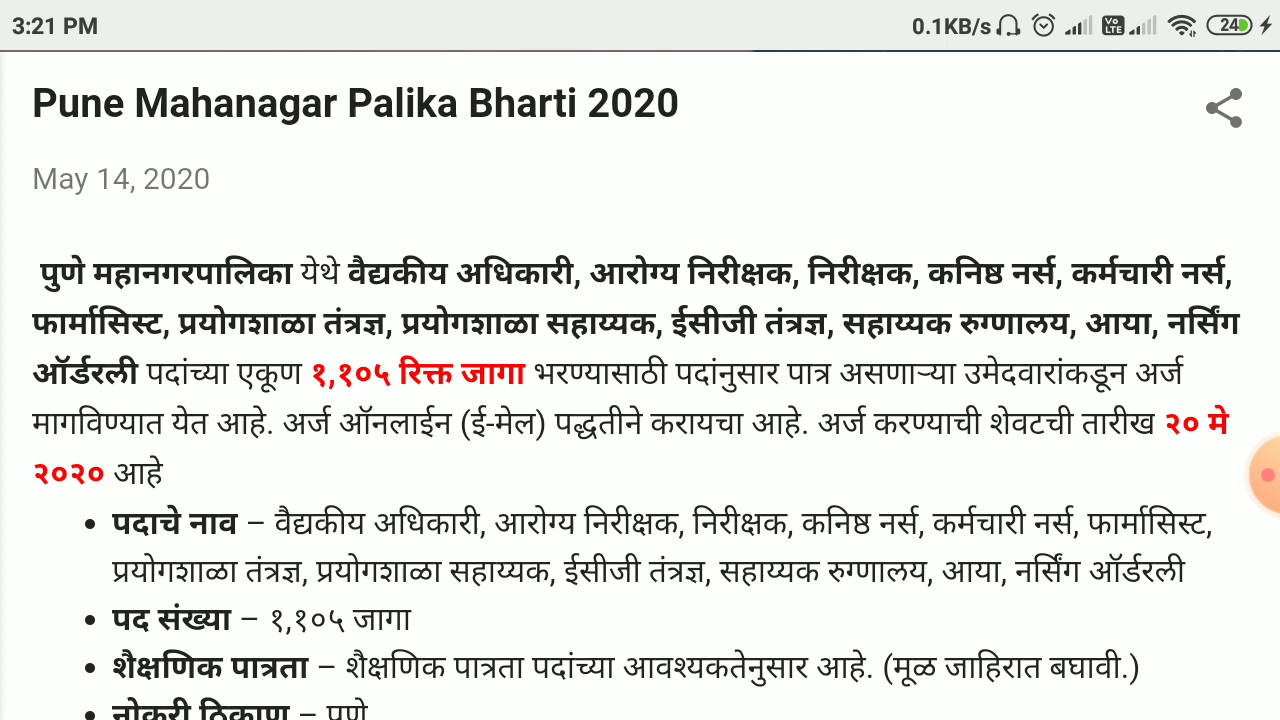 3:21 PM
0.1KB/s
Vo LTE
24
Pune Mahanagar Palika Bharti 2020
May 14, 2020
पुणे महानगरपालिका येथे वैद्यकीय अधिकारी, आरोग्य निरीक्षक, निरीक्षक, कनिष्ठ नर्स, कर्मचारी नर्स,
फार्मासिस्ट, प्रयोगशाळा तंत्रज्ञ, प्रयोगशाळा सहाय्यक, ईसीजी तंत्रज्ञ, सहाय्यक रुग्णालय, आया, नर्सिंग
ऑर्डरली पदांच्या एकूण १,१०५ रिक्त जागा भरण्यासाठी पदांनुसार पात्र असणाऱ्या उमेदवारांकडून अर्ज
मागविण्यात येत आहे. अर्ज ऑनलाईन (ई-मेल) पद्धतीने करायचा आहे. अर्ज करण्याची शेवटची तारीख २० मे
२०२० आहे
• पदाचे नाव – वैद्यकीय अधिकारी, आरोग्य निरीक्षक, निरीक्षक, कनिष्ठ नर्स, कर्मचारी नर्स, फार्मासिस्ट,
प्रयोगशाळा तंत्रज्ञ, प्रयोगशाळा सहाय्यक, ईसीजी तंत्रज्ञ, सहाय्यक रुग्णालय, आया, नर्सिंग ऑर्डरली
• पद संख्या – १,१०५ जागा
• शैक्षणिक पात्रता – शैक्षणिक पात्रता पदांच्या आवश्यकतेनुसार आहे. (मूळ जाहिरात बघावी.)
• नोकरी ठिकाण – पुणे